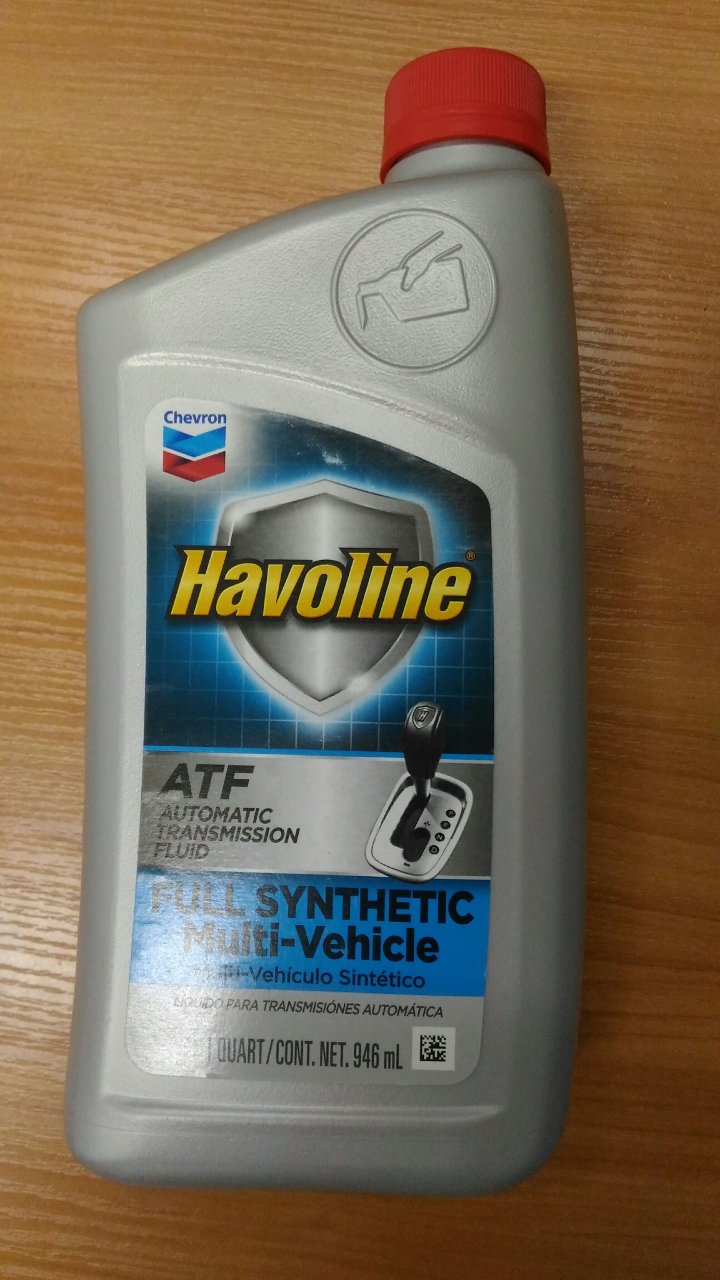 Chevron
Havoline®
ATF
AUTOMATIC
TRANSMISSION
FLUID
FULL SYNTHETIC
Multi-Vehicle
Multi-Vehículo Sintético
LÍQUIDO PARA TRANSMISIÓNES AUTOMÁTICA
1 QUART/CONT. NET. 946 mL